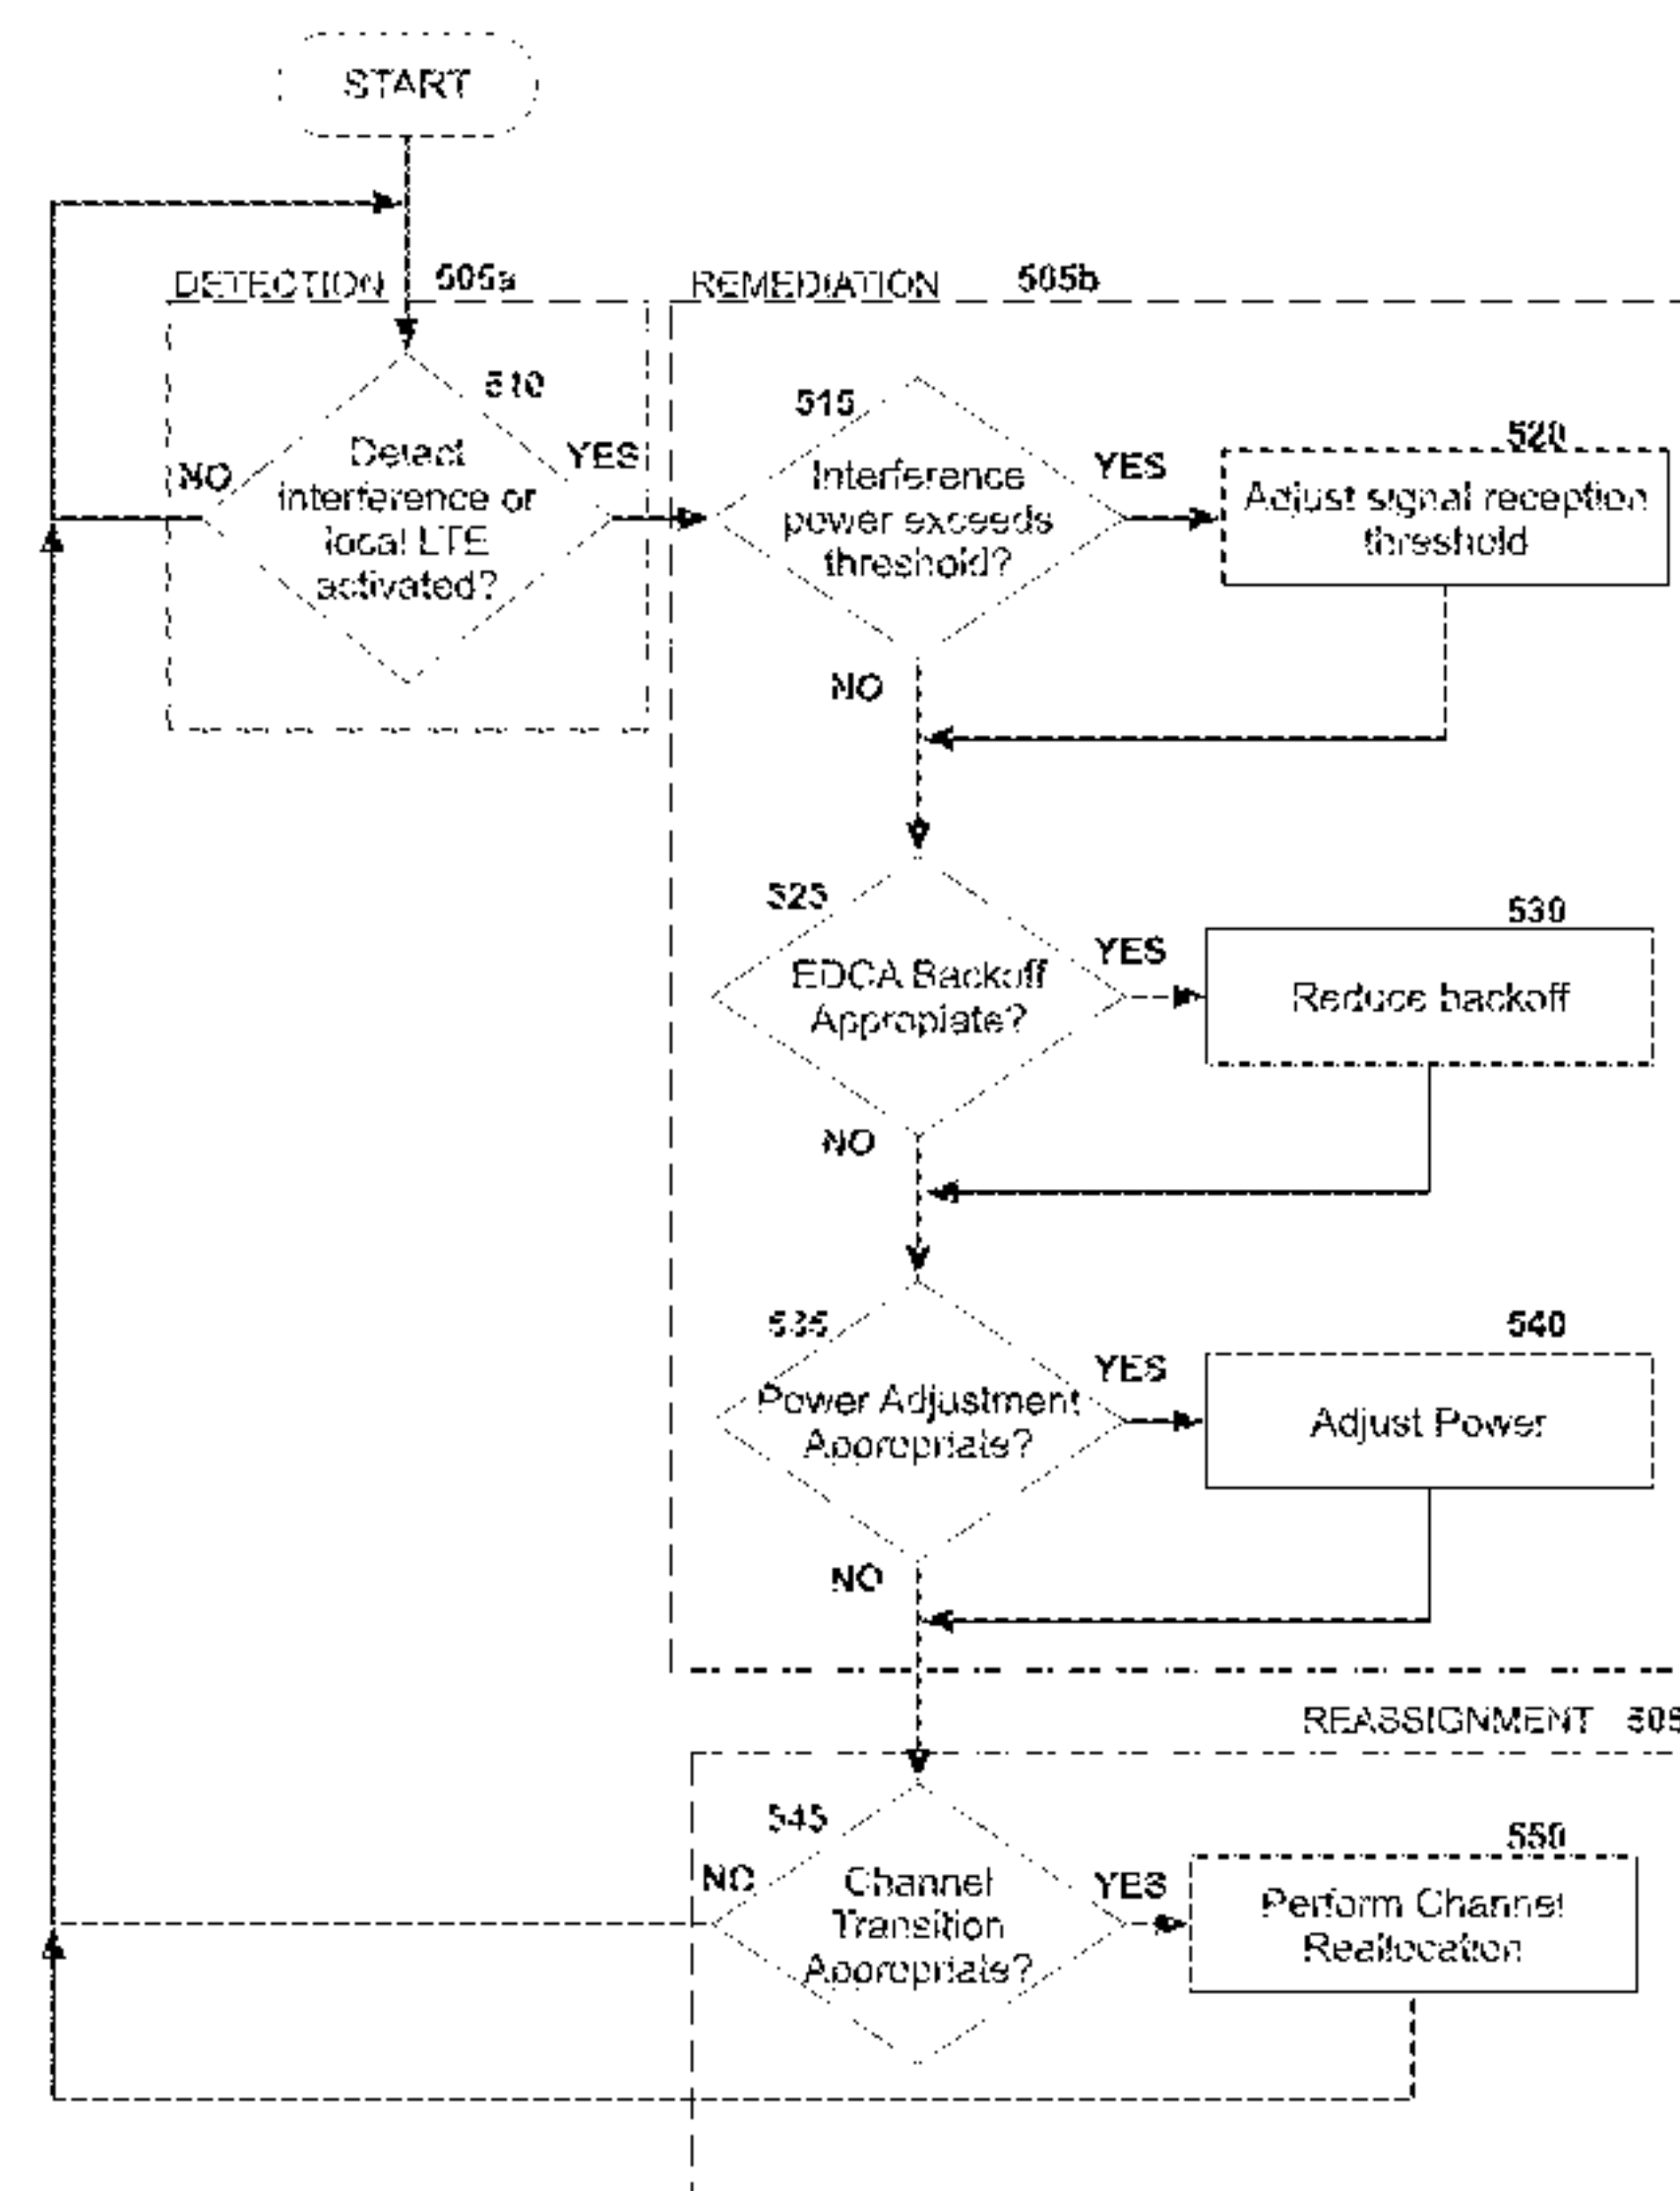 START
DETECTION 505a
REMEDIATION 505b
510
Detect
interference or
local LTE
activated?
NO
YES
515
Interference
power exceeds
threshold?
YES
NO
520
Adjust signal reception
threshold
525
EDCA Backoff
Appropiate?
YES
NO
530
Reduce backoff
535
Power Adjustment
Appropriate?
YES
NO
540
Adjust Power
REASSIGNMENT 505
545
Channel
Transition
Appropriate?
NO
YES
550
Perform Channel
Reallocation